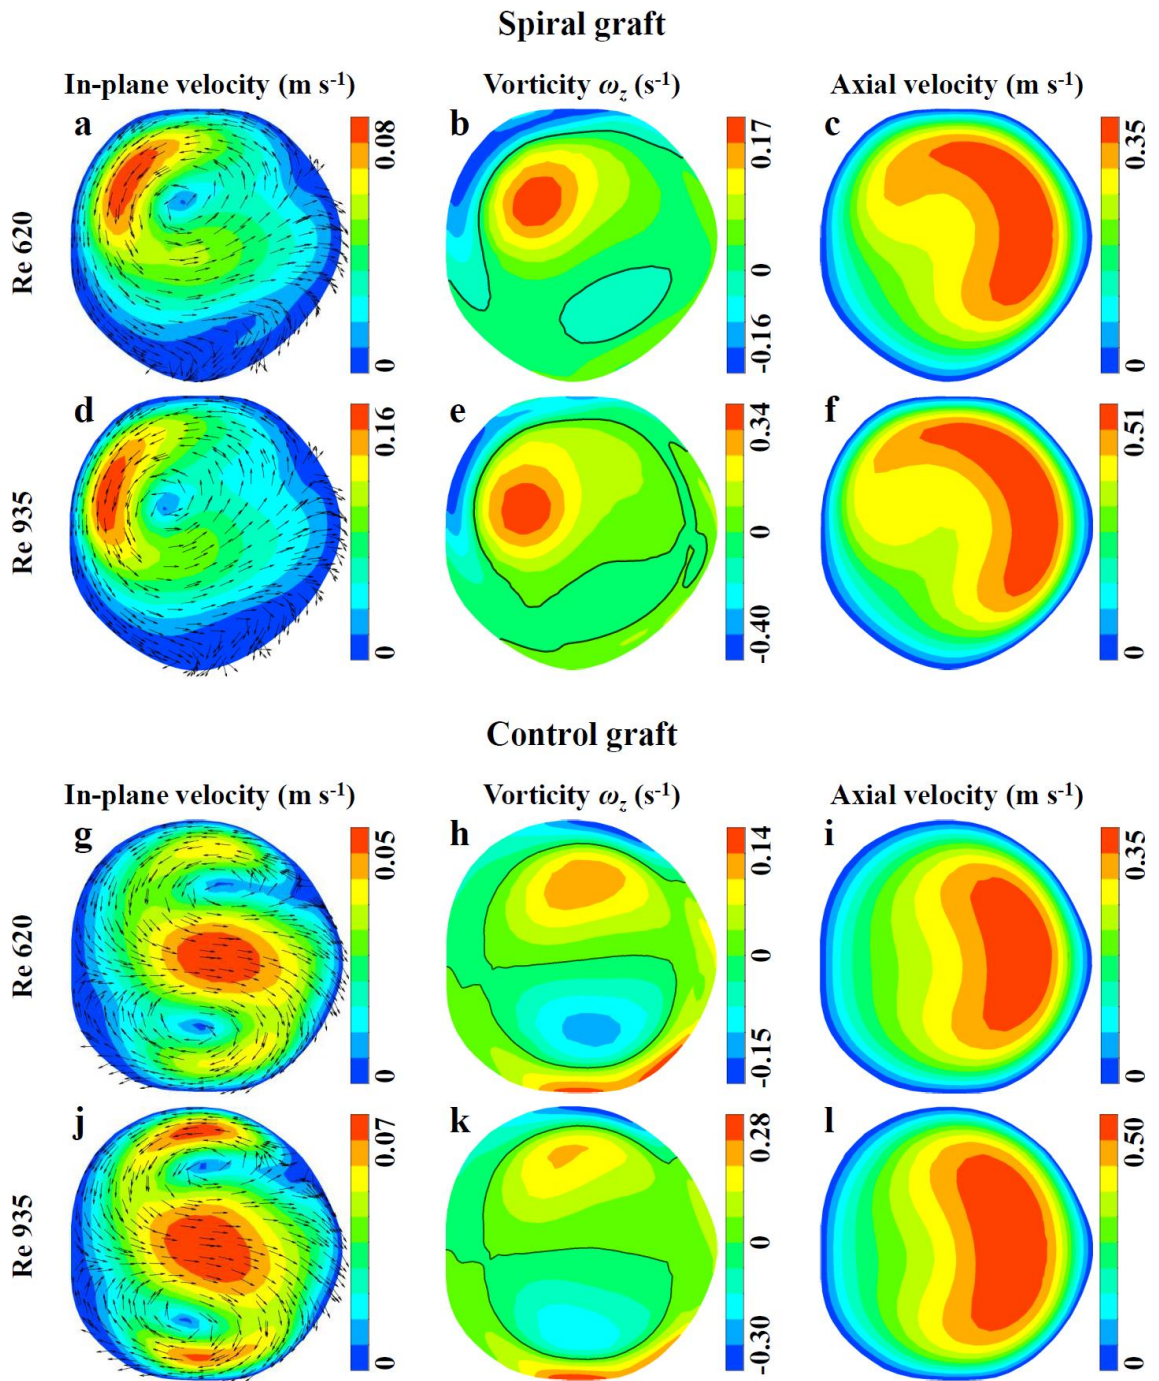 Spiral graft
In-plane velocity (m s⁻¹)
Vorticity ω_z (s⁻¹)
Axial velocity (m s⁻¹)
Re 620
a
0.08
0
b
0.17
0
-0.16
c
0.35
0
Re 935
d
0.16
0
e
0.34
0
-0.40
f
0.51
0
Control graft
In-plane velocity (m s⁻¹)
Vorticity ω_z (s⁻¹)
Axial velocity (m s⁻¹)
Re 620
g
0.05
0
h
0.14
0
-0.15
i
0.35
0
Re 935
j
0.07
0
k
0.28
0
-0.30
l
0.50
0